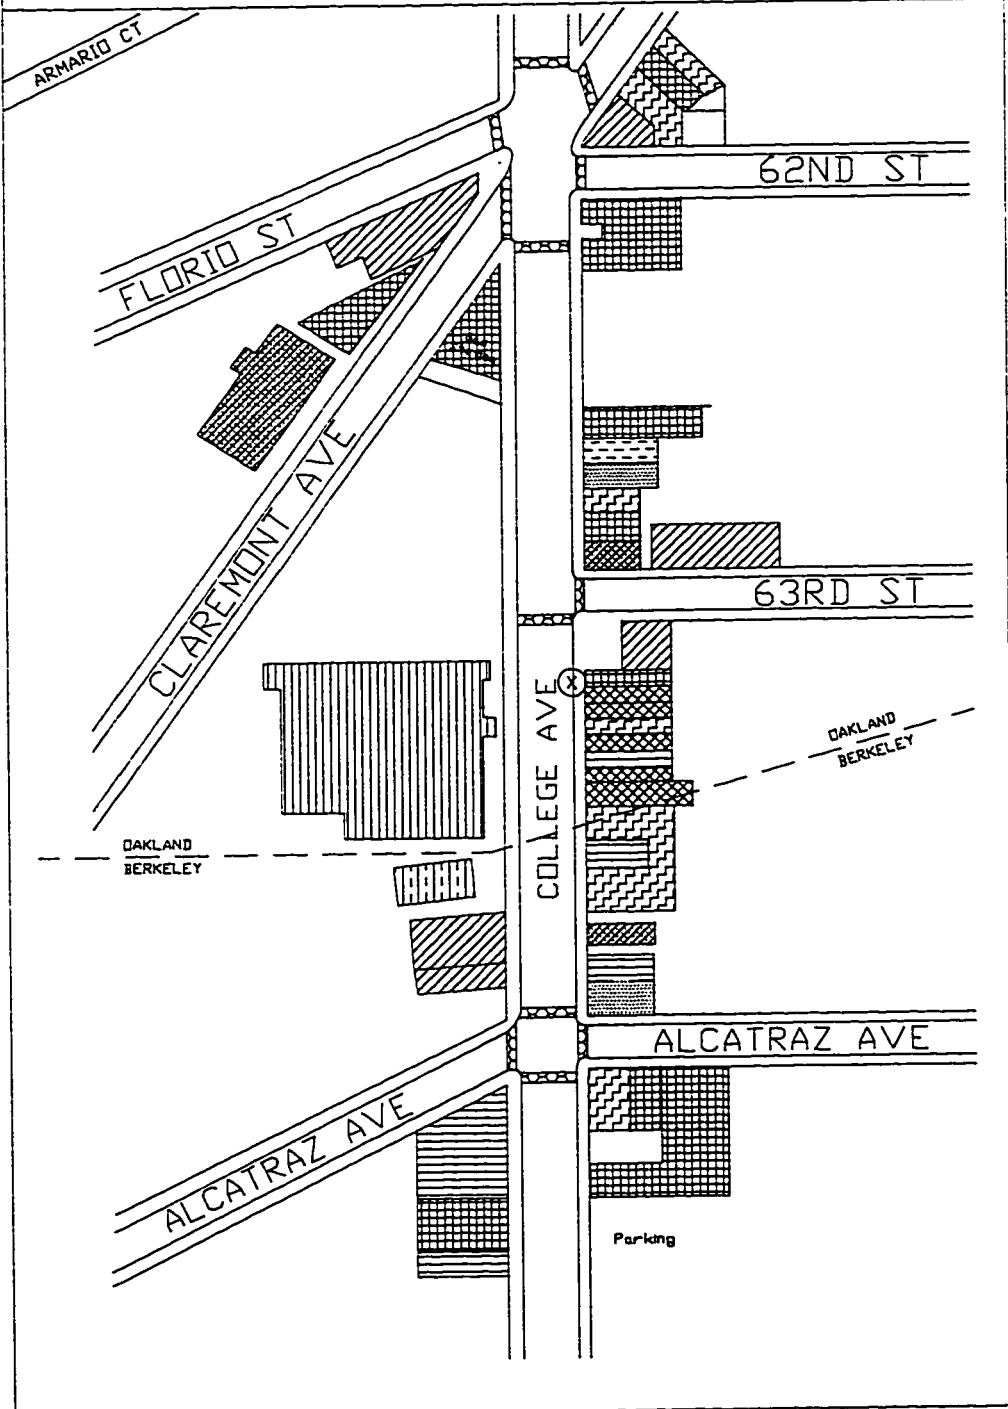 ARMARIO CT
62ND ST
FLORIO ST
CLAREMONT AVE
63RD ST
COLLEGE AVE
X
OAKLAND
BERKELEY
OAKLAND
BERKELEY
ALCATRAZ AVE
ALCATRAZ AVE
Parking